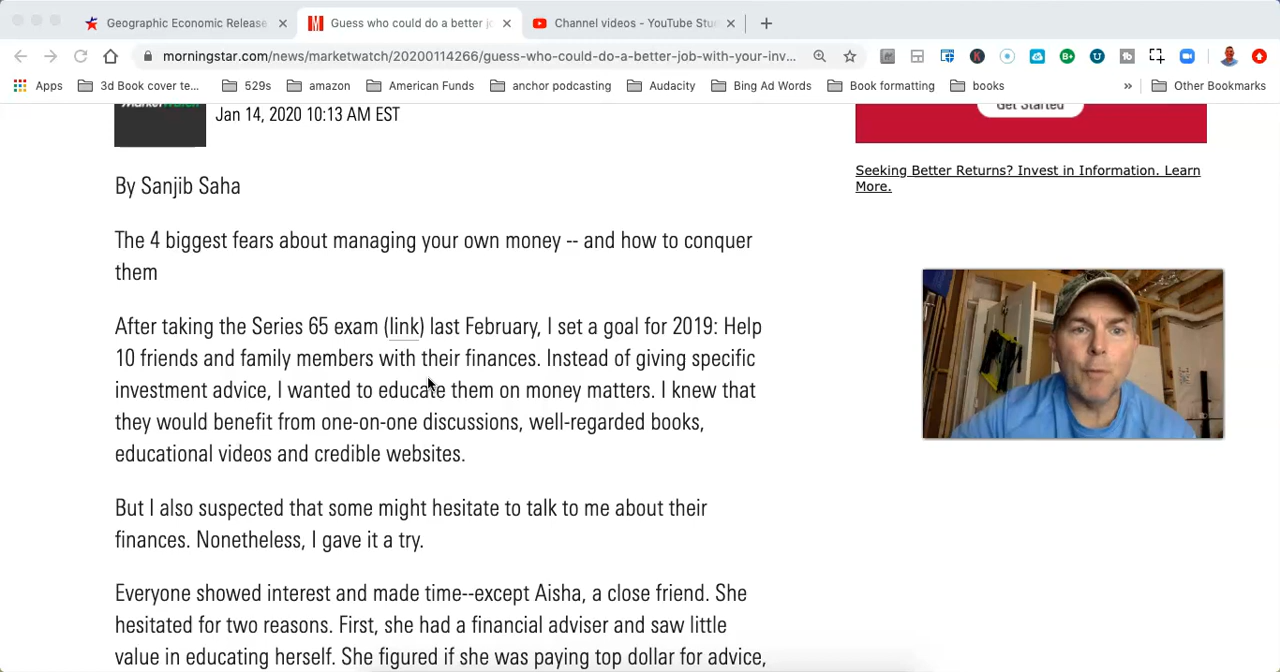 Geographic Economic Release
Guess who could do a better jo
Channel videos - YouTube Stu
morningstar.com/news/marketwatch/20200114266/guess-who-could-do-a-better-job-with-your-inv...
Apps
3d Book cover te...
529s
amazon
American Funds
anchor podcasting
Audacity
Bing Ad Words
Book formatting
books
»
Other Bookmarks
Get Started
Jan 14, 2020 10:13 AM EST
Seeking Better Returns? Invest in Information. Learn
More.
By Sanjib Saha
The 4 biggest fears about managing your own money -- and how to conquer
them
After taking the Series 65 exam (link) last February, I set a goal for 2019: Help
10 friends and family members with their finances. Instead of giving specific
investment advice, I wanted to educate them on money matters. I knew that
they would benefit from one-on-one discussions, well-regarded books,
educational videos and credible websites.
But I also suspected that some might hesitate to talk to me about their
finances. Nonetheless, I gave it a try.
Everyone showed interest and made time--except Aisha, a close friend. She
hesitated for two reasons. First, she had a financial adviser and saw little
value in educating herself. She figured if she was paying top dollar for advice,